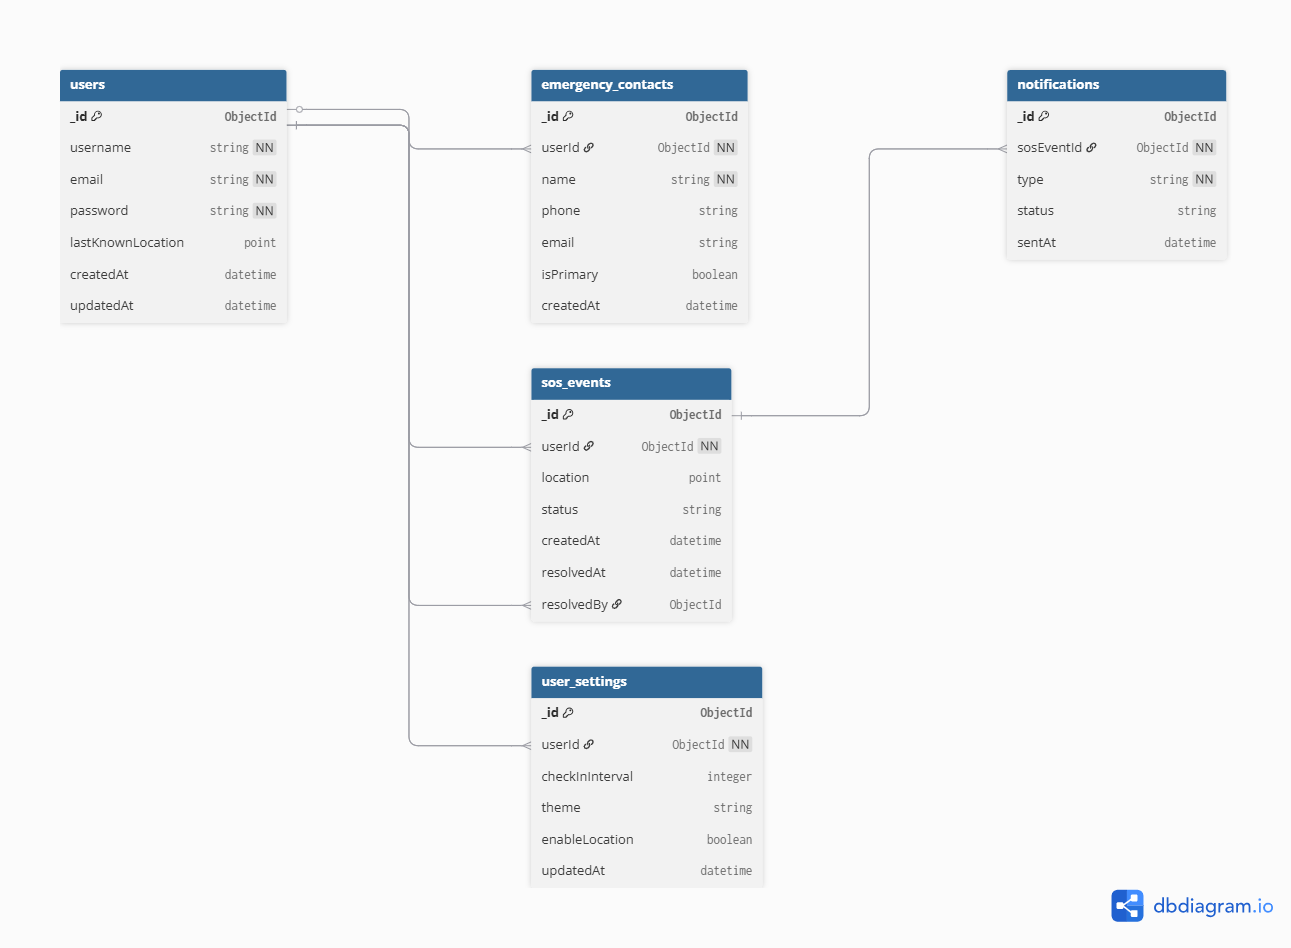 users
_id ObjectId
username string NN
email string NN
password string NN
lastKnownLocation point
createdAt datetime
updatedAt datetime
emergency_contacts
_id ObjectId
userId ObjectId NN
name string NN
phone string
email string
isPrimary boolean
createdAt datetime
notifications
_id ObjectId
sosEventId ObjectId NN
type string NN
status string
sentAt datetime
sos_events
_id ObjectId
userId ObjectId NN
location point
status string
createdAt datetime
resolvedAt datetime
resolvedBy ObjectId
user_settings
_id ObjectId
userId ObjectId NN
checkInInterval integer
theme string
enableLocation boolean
updatedAt datetime
dbdiagram.io